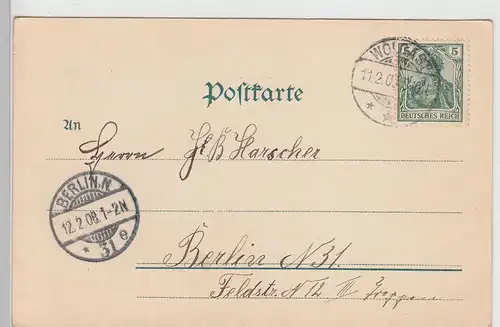 WOLGAST
11.2.08.
5
DEUTSCHES REICH
Postkarte
An
Herrn H B Harscher
BERLIN.N.
12.2.08.1-2N
* 31 e
Berlin N 31.
Feldstr. N 12 III Treppen